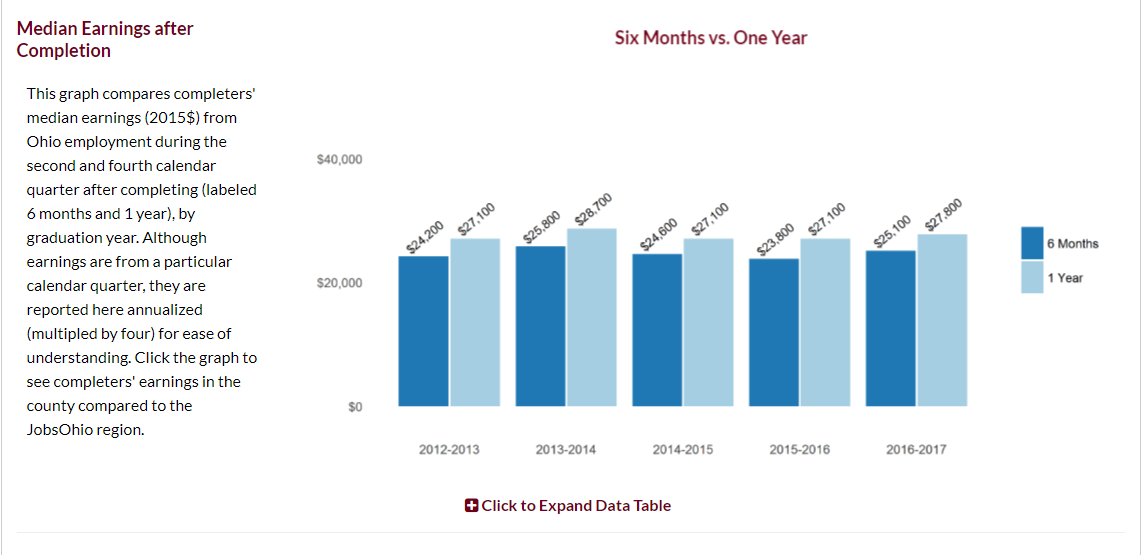 Median Earnings after
Completion
This graph compares completers'
median earnings (2015$) from
Ohio employment during the
second and fourth calendar
quarter after completing (labeled
6 months and 1 year), by
graduation year. Although
earnings are from a particular
calendar quarter, they are
reported here annualized
(multipled by four) for ease of
understanding. Click the graph to
see completers' earnings in the
county compared to the
JobsOhio region.
Six Months vs. One Year
$40,000
$20,000
$0
$24,200
$27,100
$25,800
$28,700
$24,600
$27,100
$23,800
$27,100
$25,100
$27,800
2012-2013
2013-2014
2014-2015
2015-2016
2016-2017
6 Months
1 Year
Click to Expand Data Table